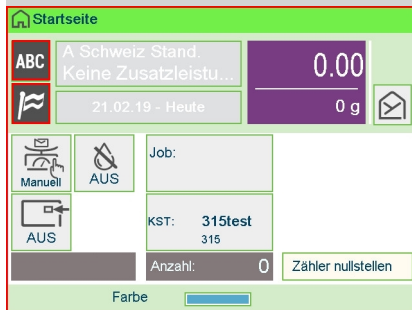 Startseite
ABC
A Schweiz Stand.
Keine Zusatzleistu...
0.00
21.02.19 - Heute
0 g
Manuell
AUS
Job:
AUS
KST: 315test
315
Anzahl: 0
Zähler nullstellen
Farbe